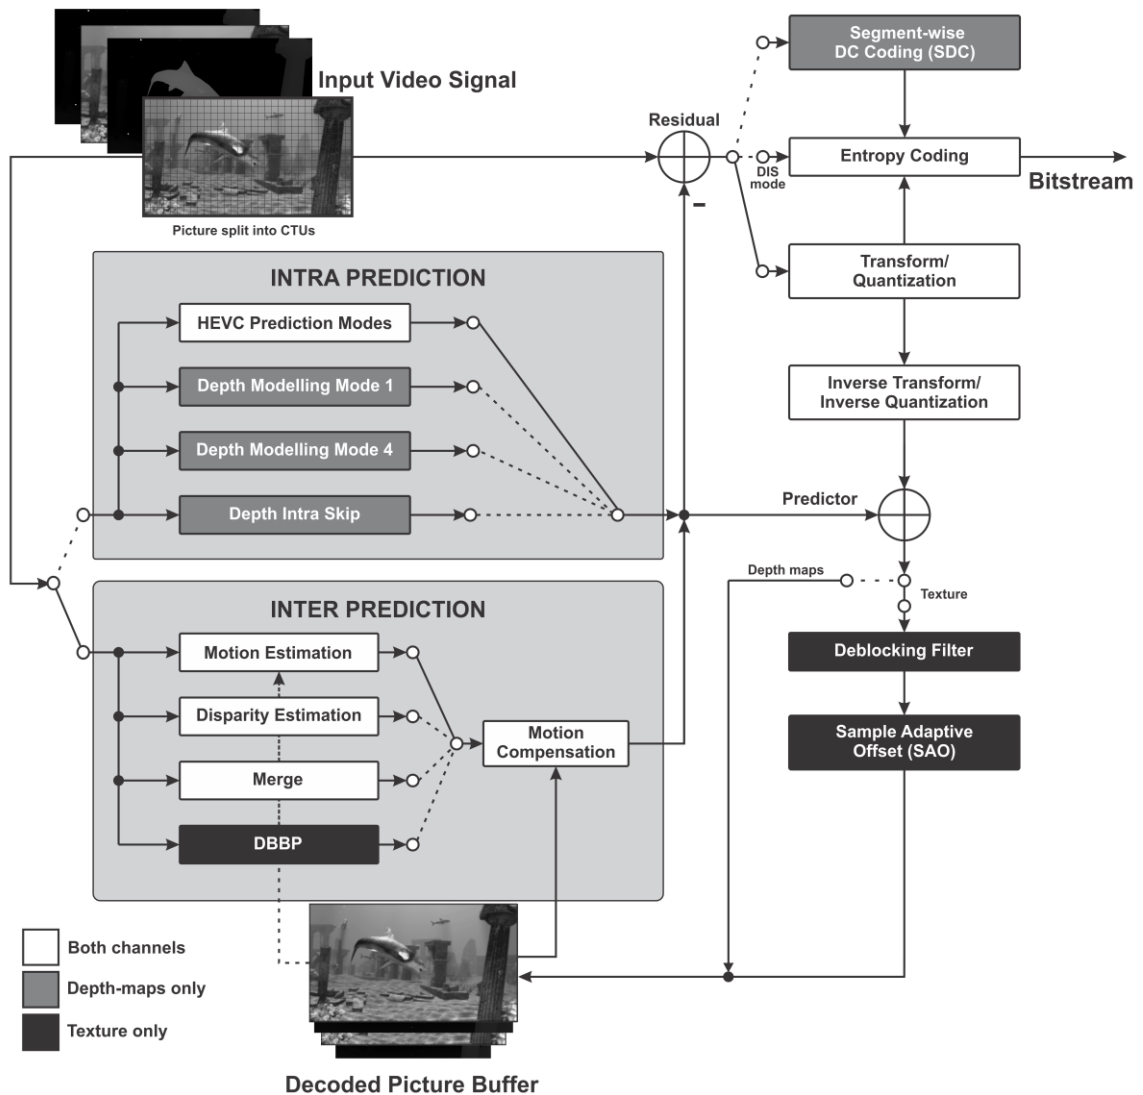 Input Video Signal
Picture split into CTUs
Residual
-
Segment-wise
DC Coding (SDC)
Entropy Coding
DIS
mode
Bitstream
Transform/
Quantization
Inverse Transform/
Inverse Quantization
INTRA PREDICTION
HEVC Prediction Modes
Depth Modelling Mode 1
Depth Modelling Mode 4
Depth Intra Skip
Predictor
Depth maps
Texture
Deblocking Filter
Sample Adaptive
Offset (SAO)
INTER PREDICTION
Motion Estimation
Disparity Estimation
Merge
DBBP
Motion
Compensation
Both channels
Depth-maps only
Texture only
Decoded Picture Buffer